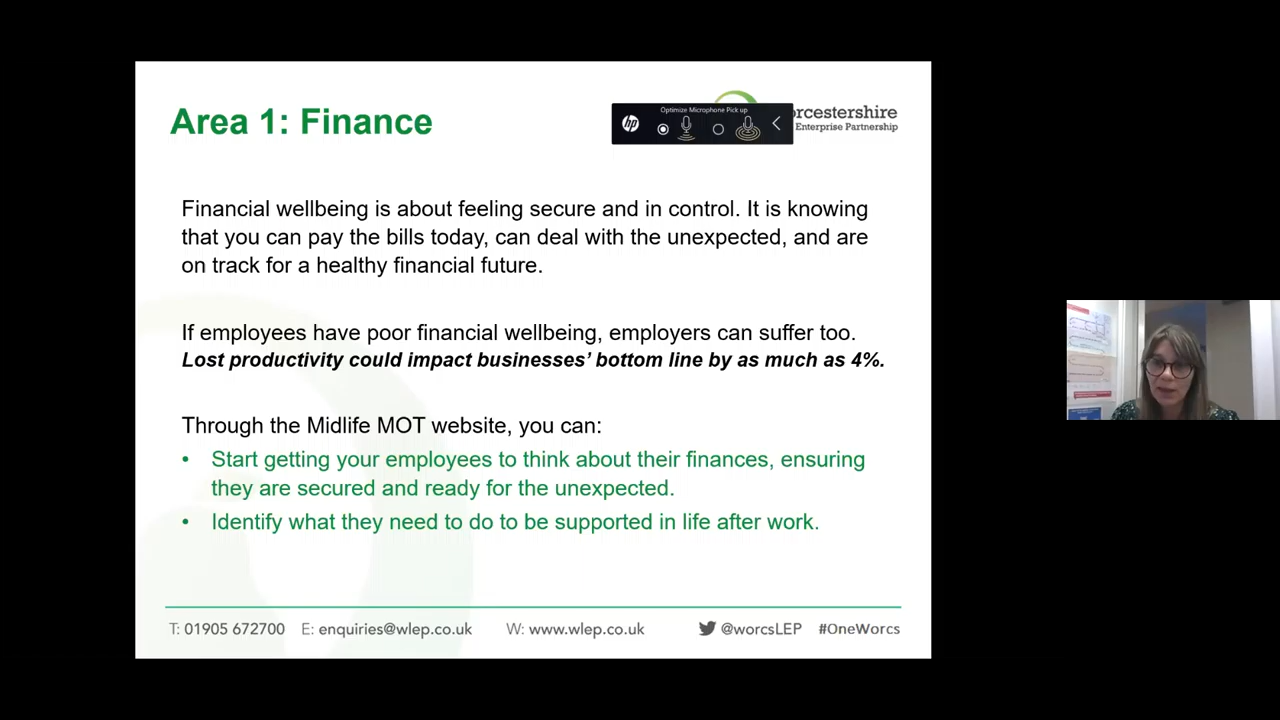 Area 1: Finance
Optimize Microphone Pick up
hp
orcestershire
Enterprise Partnership
Financial wellbeing is about feeling secure and in control. It is knowing
that you can pay the bills today, can deal with the unexpected, and are
on track for a healthy financial future.
If employees have poor financial wellbeing, employers can suffer too.
Lost productivity could impact businesses’ bottom line by as much as 4%.
Through the Midlife MOT website, you can:
• Start getting your employees to think about their finances, ensuring
they are secured and ready for the unexpected.
• Identify what they need to do to be supported in life after work.
T: 01905 672700 E: enquiries@wlep.co.uk W: www.wlep.co.uk @worcsLEP #OneWorcs